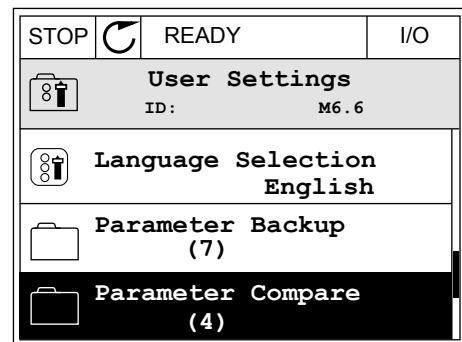 STOP READY I/O
User Settings
ID: M6.6
Language Selection
English
Parameter Backup
(7)
Parameter Compare
(4)